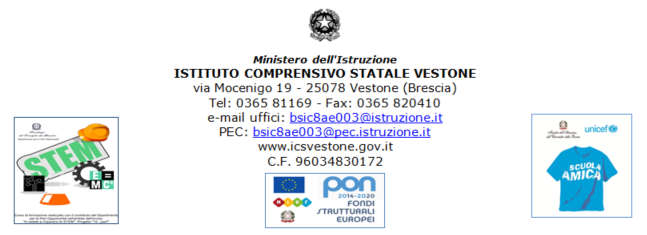 Ministero dell'Istruzione
ISTITUTO COMPRENSIVO STATALE VESTONE
via Mocenigo 19 - 25078 Vestone (Brescia)
Tel: 0365 81169 - Fax: 0365 820410
e-mail uffici: bsic8ae003@istruzione.it
PEC: bsic8ae003@pec.istruzione.it
www.icsvestone.gov.it
C.F. 96034830172
STEM
E=
MC²
pon
2014-2020
FONDI
STRUTTURALI
EUROPEI
unicef
SCUOLA
AMICA